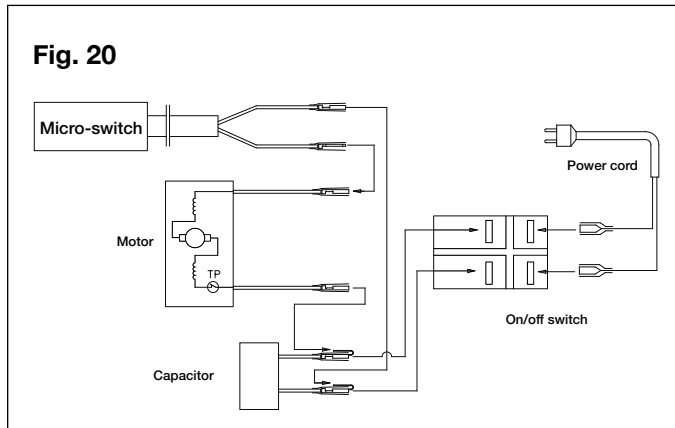 Fig. 20
Micro-switch
Power cord
Motor
TP
On/off switch
Capacitor